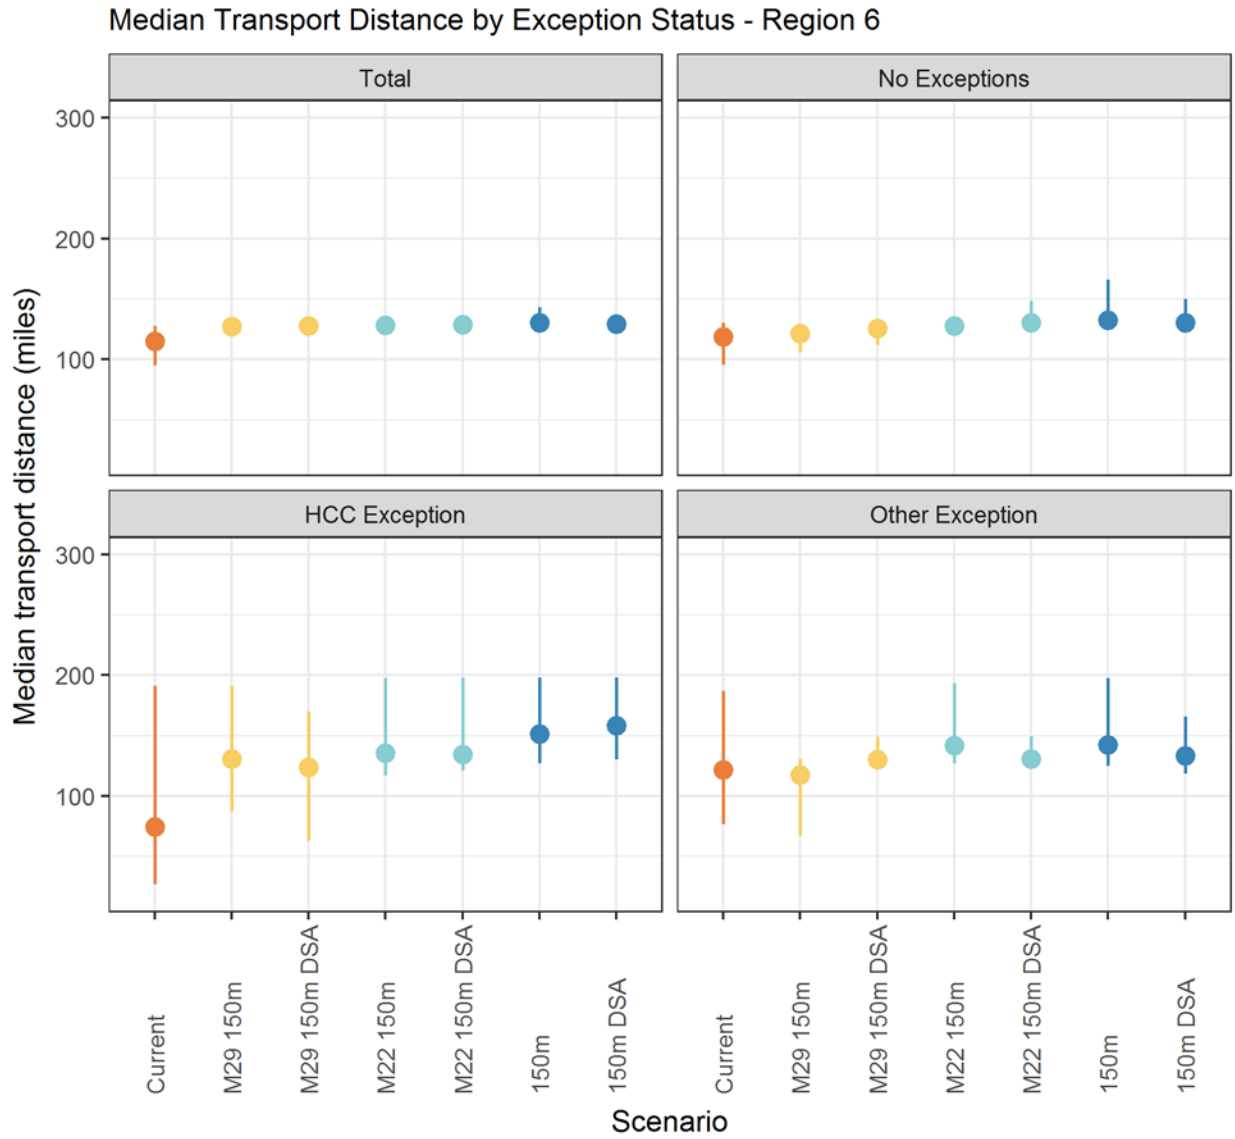 Median Transport Distance by Exception Status - Region 6
Total
No Exceptions
300
200
100
HCC Exception
Other Exception
300
200
100
Median transport distance (miles)
Current
M29 150m
M29 150m DSA
M22 150m
M22 150m DSA
150m
150m DSA
Current
M29 150m
M29 150m DSA
M22 150m
M22 150m DSA
150m
150m DSA
Scenario